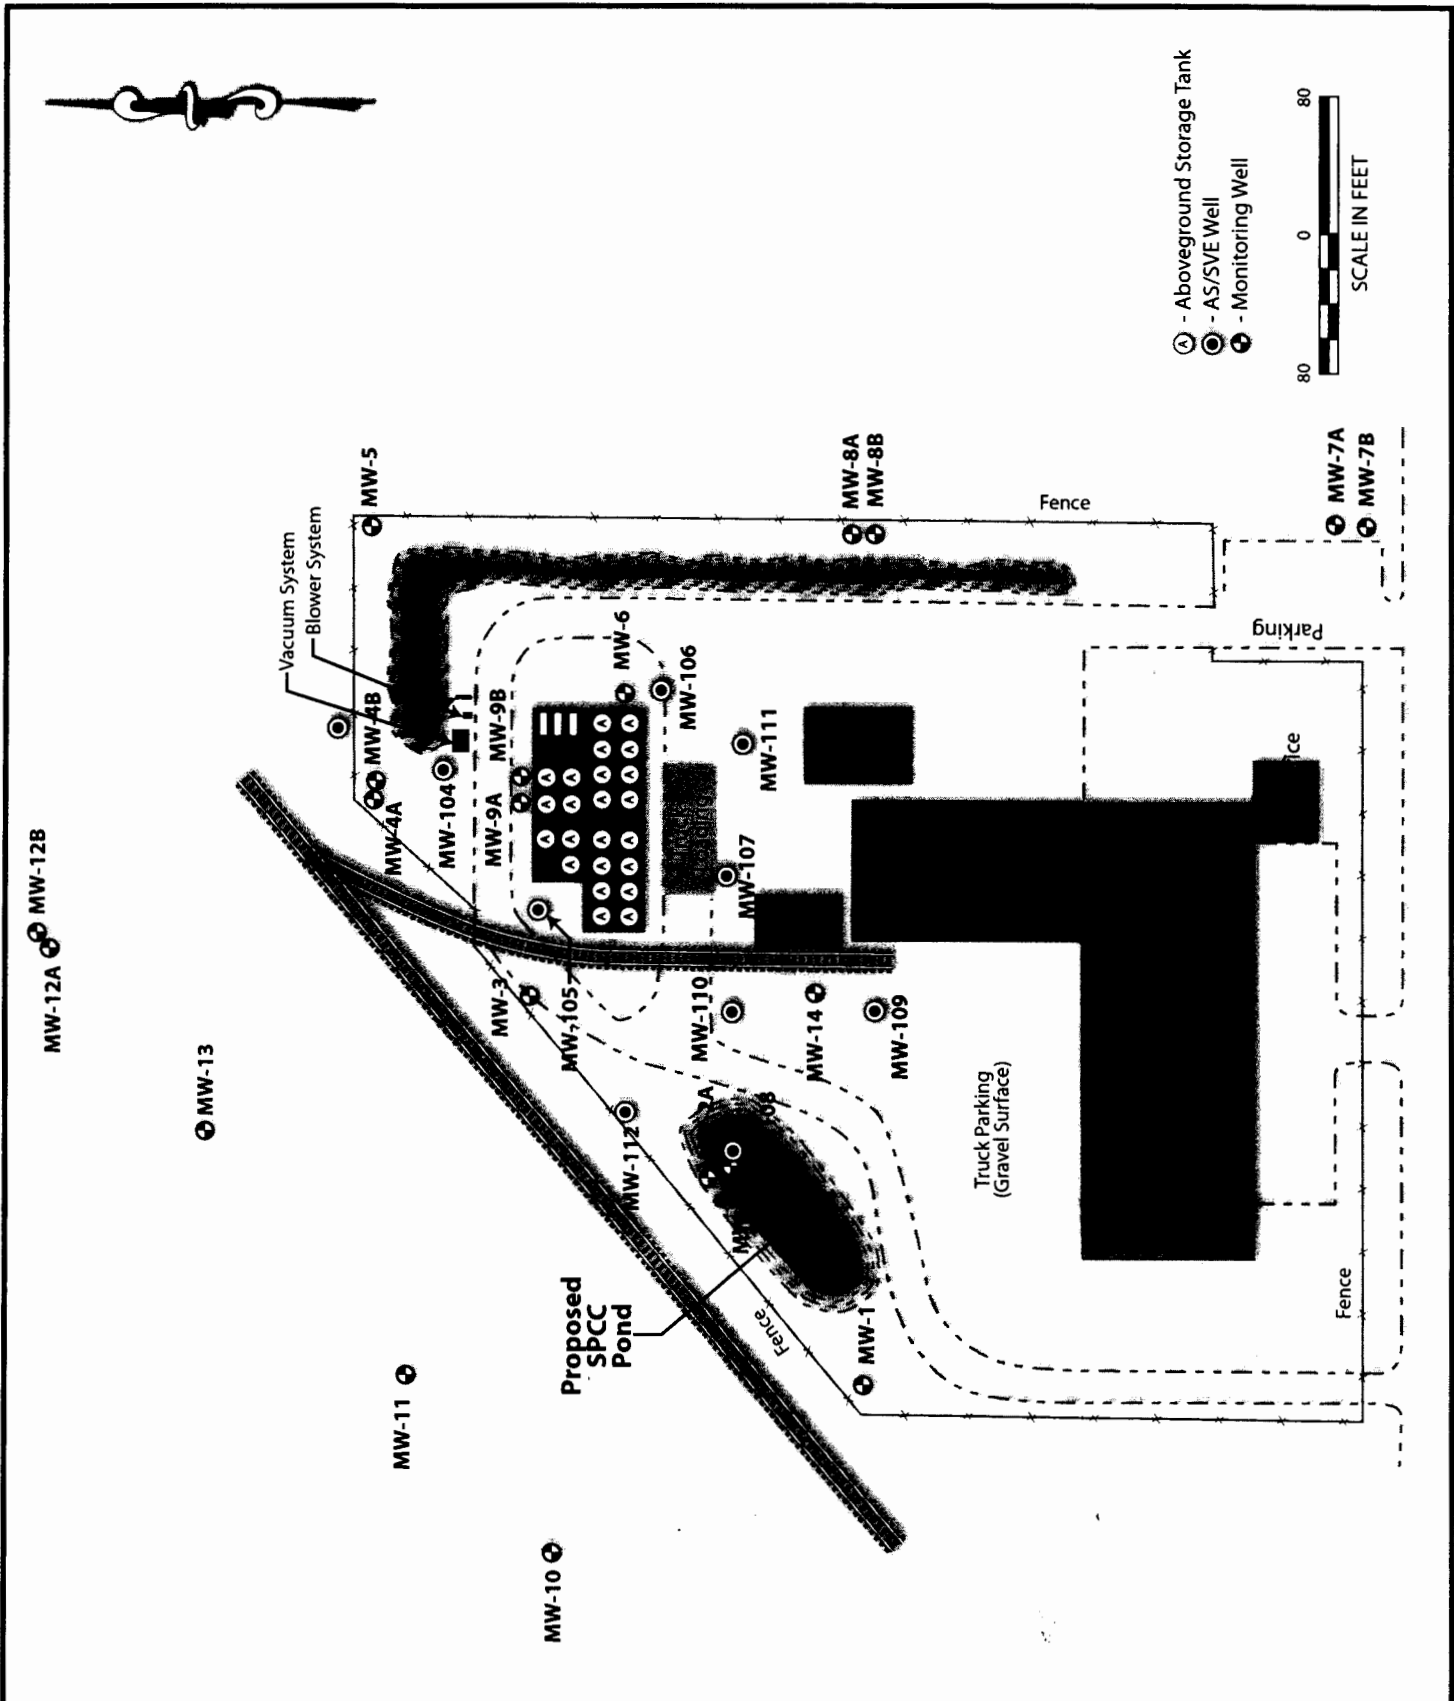 MW-12B
MW-12A
MW-13
MW-11
MW-10
Vacuum System
Blower System
MW-5
MW-4B
MW-4A
MW-104
MW-9B
MW-9A
MW-6
MW-106
MW-111
MW-107
MW-3
MW-105
MW-110
MW-14
MW-109
MW-112
MW-8A
MW-8B
MW-7A
MW-7B
Fence
Parking
Truck Parking
(Gravel Surface)
Proposed
SPCC
Pond
MW-1
Fence
Fence
A - Aboveground Storage Tank
- AS/SVE Well
- Monitoring Well
80 0 80
SCALE IN FEET